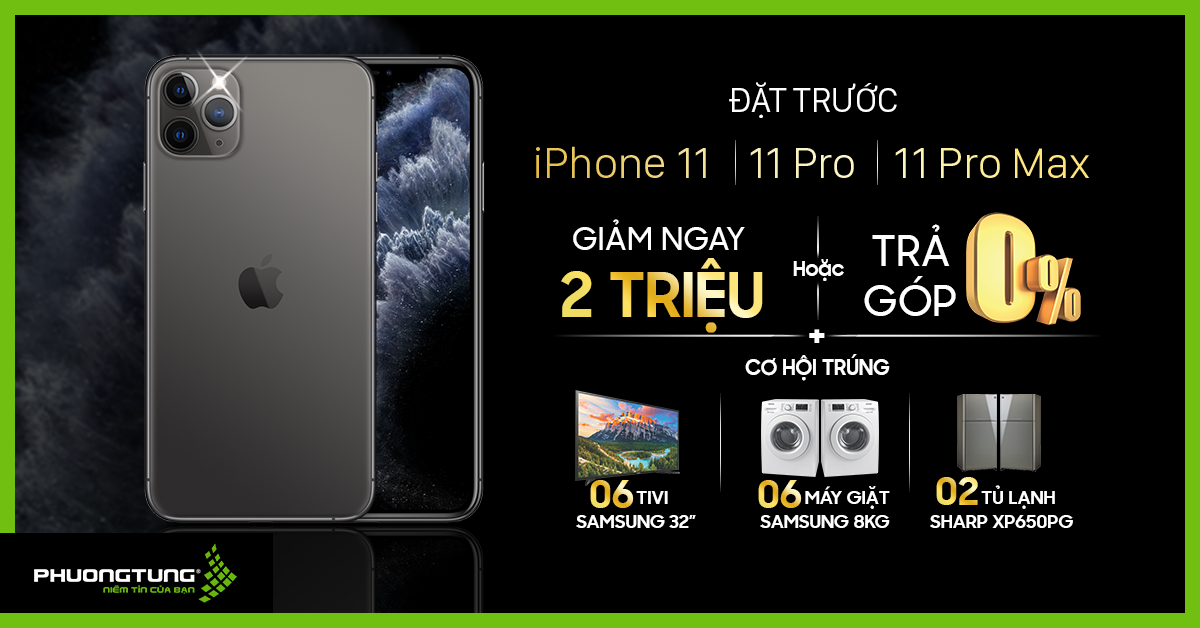 ĐẶT TRƯỚC
iPhone 11 | 11 Pro | 11 Pro Max
GIẢM NGAY
2 TRIỆU
Hoặc
TRẢ
GÓP
0%
+
CƠ HỘI TRÚNG
06 TIVI
SAMSUNG 32”
06 MÁY GIẶT
SAMSUNG 8KG
02 TỦ LẠNH
SHARP XP650PG
PHUONGTUNG®
NIỀM TIN CỦA BẠN